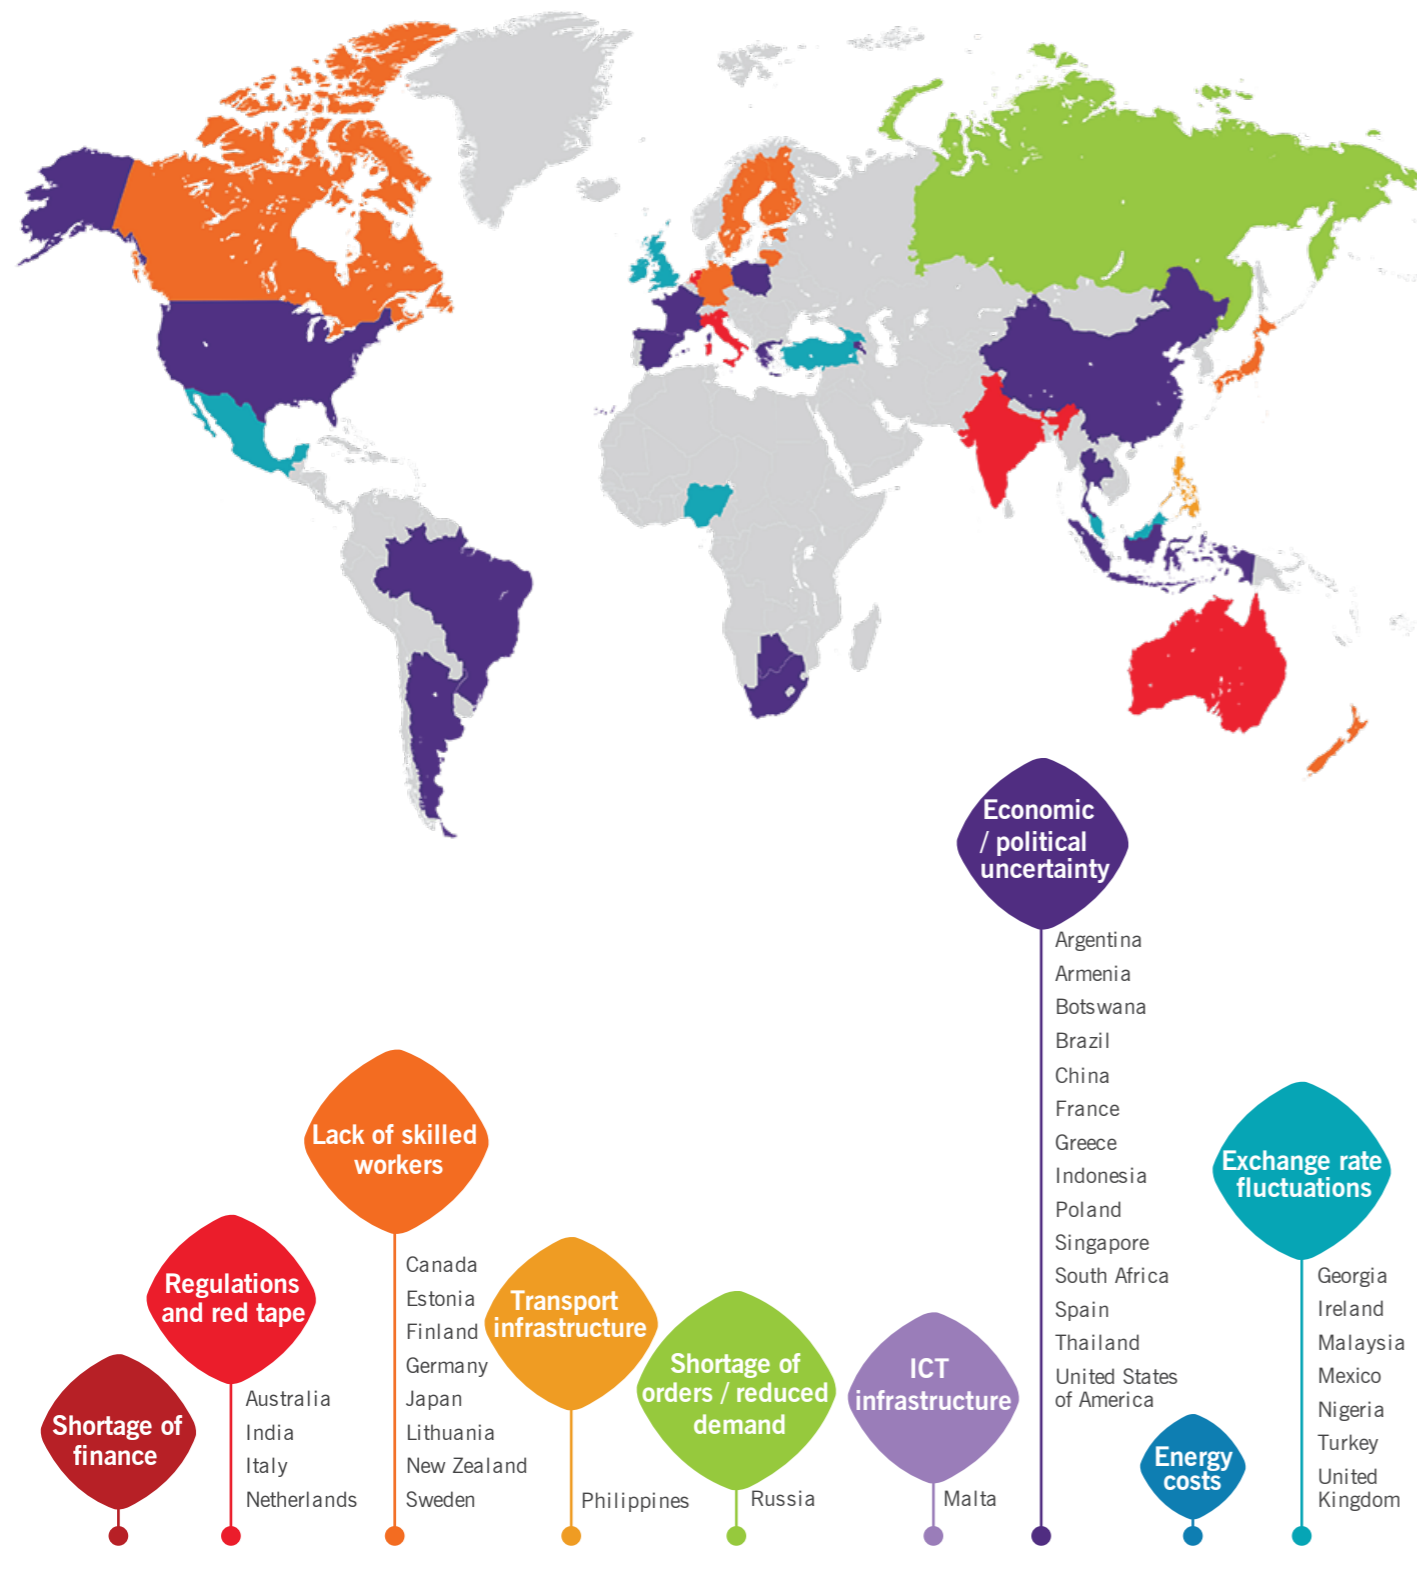 Economic
/ political
uncertainty
Argentina
Armenia
Botswana
Brazil
China
France
Greece
Indonesia
Poland
Singapore
South Africa
Spain
Thailand
United States
of America
Lack of skilled
workers
Canada
Estonia
Finland
Germany
Japan
Lithuania
New Zealand
Sweden
Exchange rate
fluctuations
Georgia
Ireland
Malaysia
Mexico
Nigeria
Turkey
United
Kingdom
Regulations
and red tape
Australia
India
Italy
Netherlands
Transport
infrastructure
Philippines
Shortage of
orders / reduced
demand
Russia
ICT
infrastructure
Malta
Shortage of
finance
Energy
costs